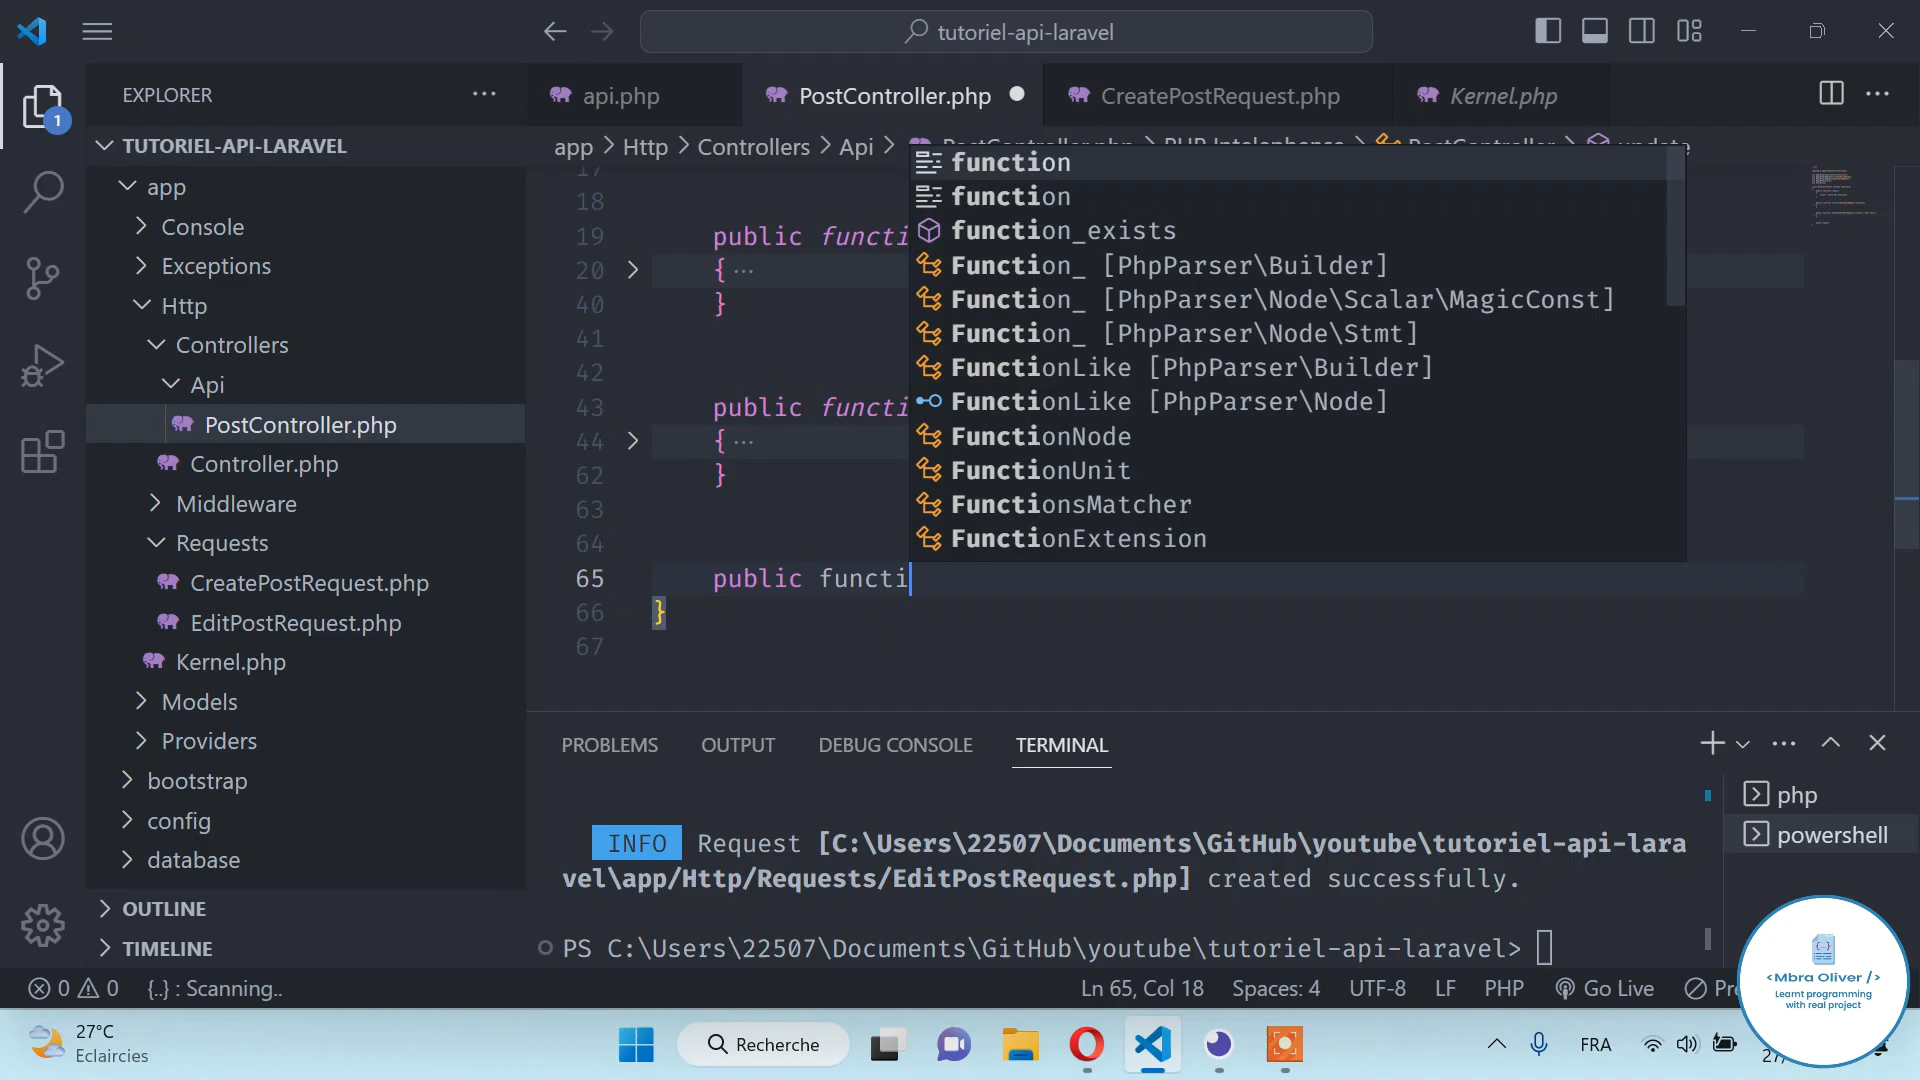 tutoriel-api-laravel
EXPLORER
api.php
PostController.php
CreatePostRequest.php
Kernel.php
1
TUTORIEL-API-LARAVEL
app > Http > Controllers > Api >
app
Console
Exceptions
Http
Controllers
Api
PostController.php
Controller.php
Middleware
Requests
CreatePostRequest.php
EditPostRequest.php
Kernel.php
Models
Providers
bootstrap
config
database
OUTLINE
TIMELINE
17
18
19 public functi
20 { ...
40 }
41
42
43 public functi
44 { ...
62 }
63
64
65 public functi
66 }
67
function
function
function_exists
Function_ [PhpParser\Builder]
Function_ [PhpParser\Node\Scalar\MagicConst]
Function_ [PhpParser\Node\Stmt]
FunctionLike [PhpParser\Builder]
FunctionLike [PhpParser\Node]
FunctionNode
FunctionUnit
FunctionsMatcher
FunctionExtension
PROBLEMS
OUTPUT
DEBUG CONSOLE
TERMINAL
php
powershell
INFO Request [C:\Users\22507\Documents\GitHub\youtube\tutoriel-api-lara
vel\app/Http/Requests/EditPostRequest.php] created successfully.
PS C:\Users\22507\Documents\GitHub\youtube\tutoriel-api-laravel>
0 0 {..} : Scanning..
Ln 65, Col 18
Spaces: 4
UTF-8
LF
PHP
Go Live
<Mbra Oliver />
Learnt programming
with real project
27°C
Eclaircies
Recherche
FRA